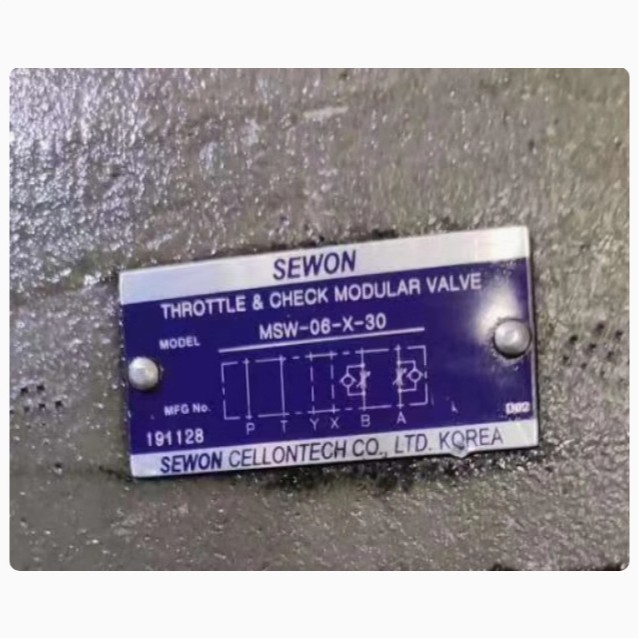 SEWON
THROTTLE & CHECK MODULAR VALVE
MODEL MSW-06-X-30
MFG No.
P T Y X B A
191128
SEWON CELLONTECH CO., LTD. KOREA